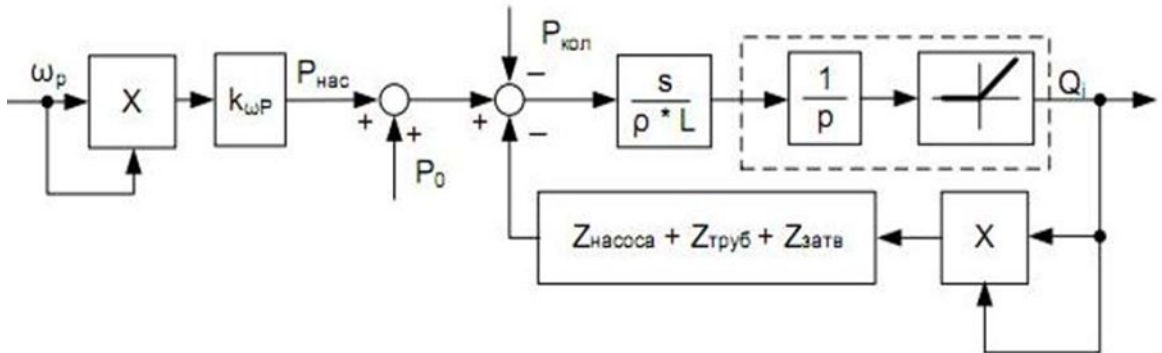 ωр
X
kωP
Pнас
+
+
P0
Pкол
−
+
−
s
ρ * L
1
p
Qi
Zнасоса + Zтруб + Zзатв
X